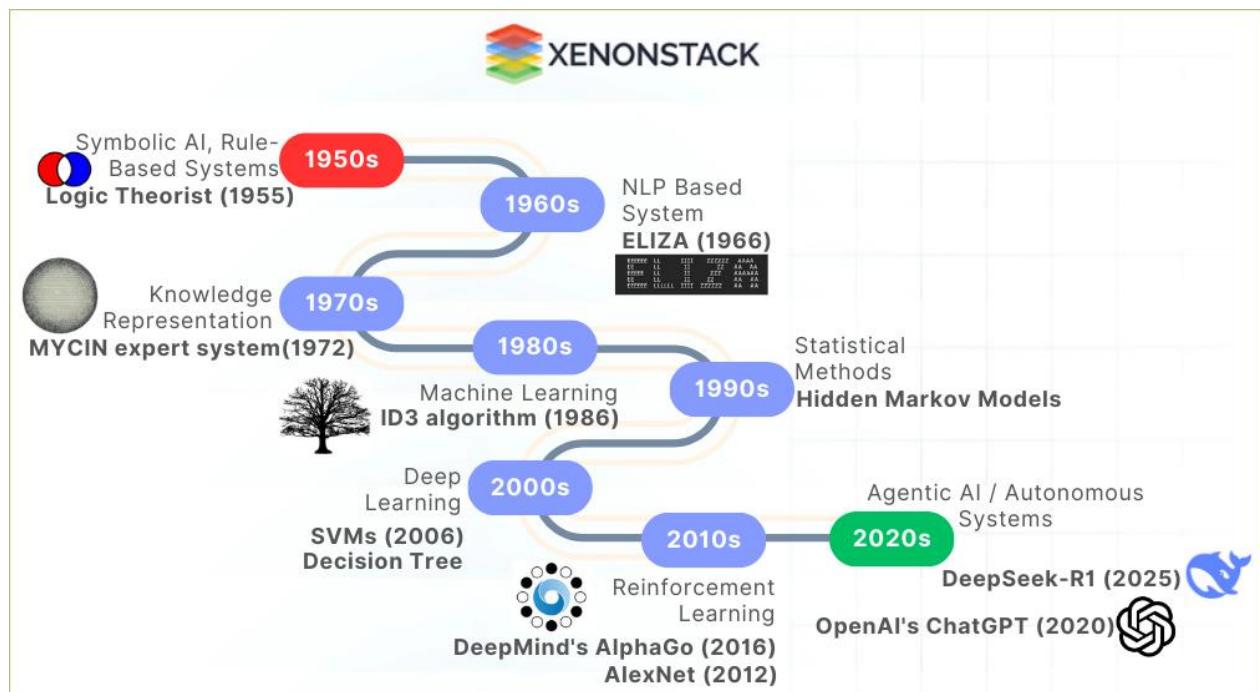 XENONSTACK
Symbolic AI, Rule-
Based Systems
Logic Theorist (1955)
1950s
1960s
NLP Based
System
ELIZA (1966)
Knowledge
Representation
MYCIN expert system(1972)
1970s
1980s
Machine Learning
ID3 algorithm (1986)
1990s
Statistical
Methods
Hidden Markov Models
Deep
Learning
SVMs (2006)
Decision Tree
2000s
2010s
Reinforcement
Learning
DeepMind's AlphaGo (2016)
AlexNet (2012)
Agentic AI / Autonomous
Systems
2020s
DeepSeek-R1 (2025)
OpenAI's ChatGPT (2020)